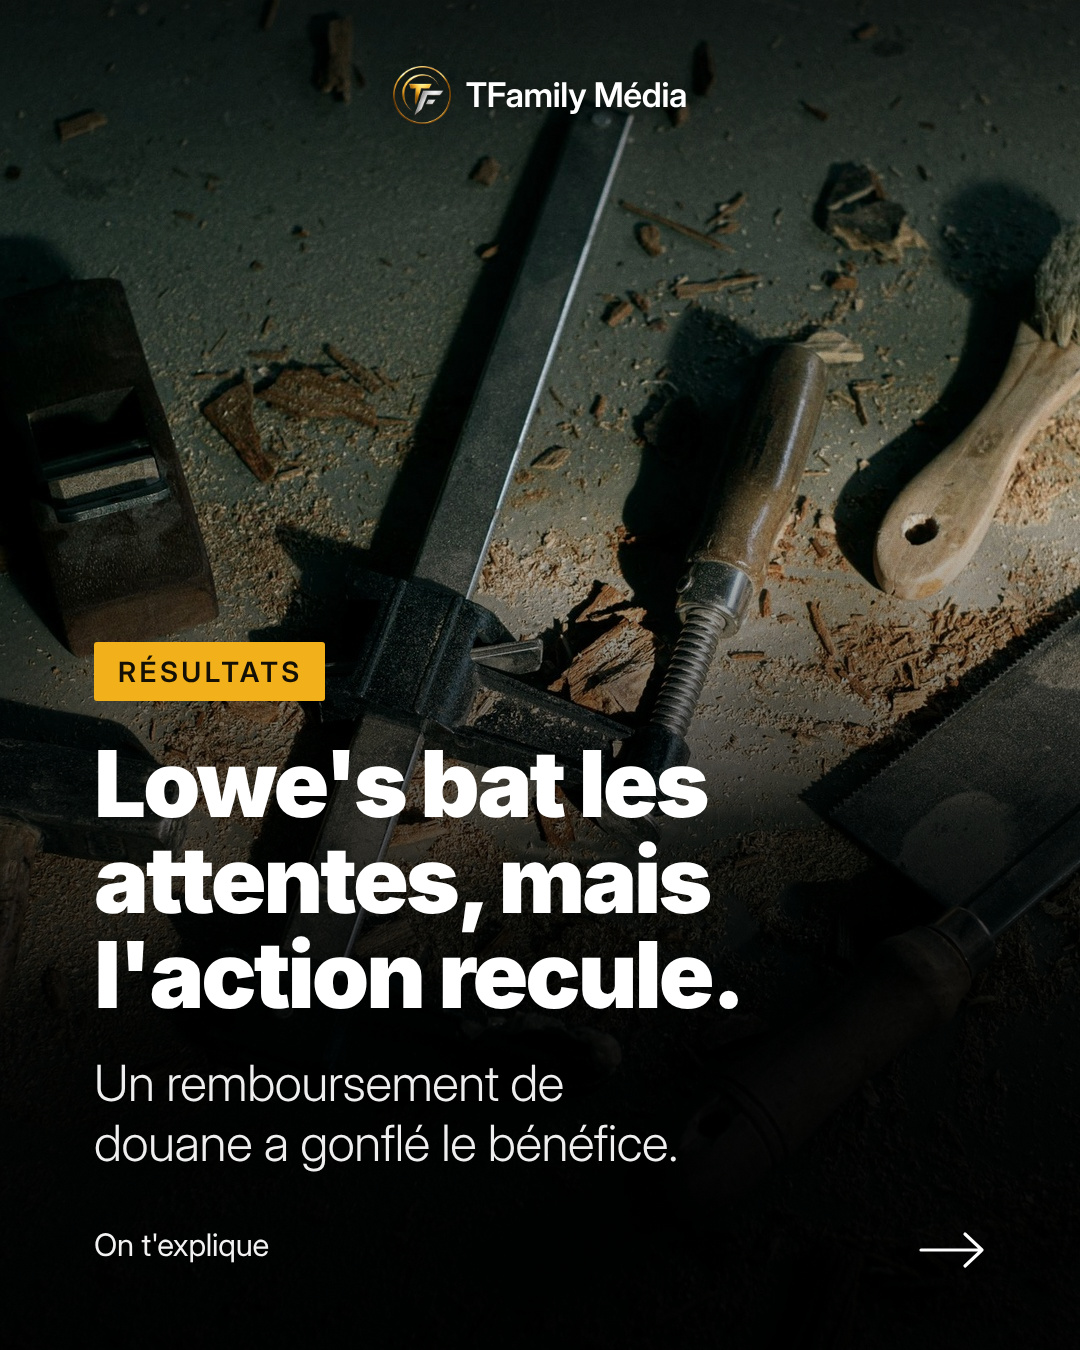 TFamily Média
RÉSULTATS
Lowe's bat les
attentes, mais
l'action recule.
Un remboursement de
douane a gonflé le bénéfice.
On t'explique